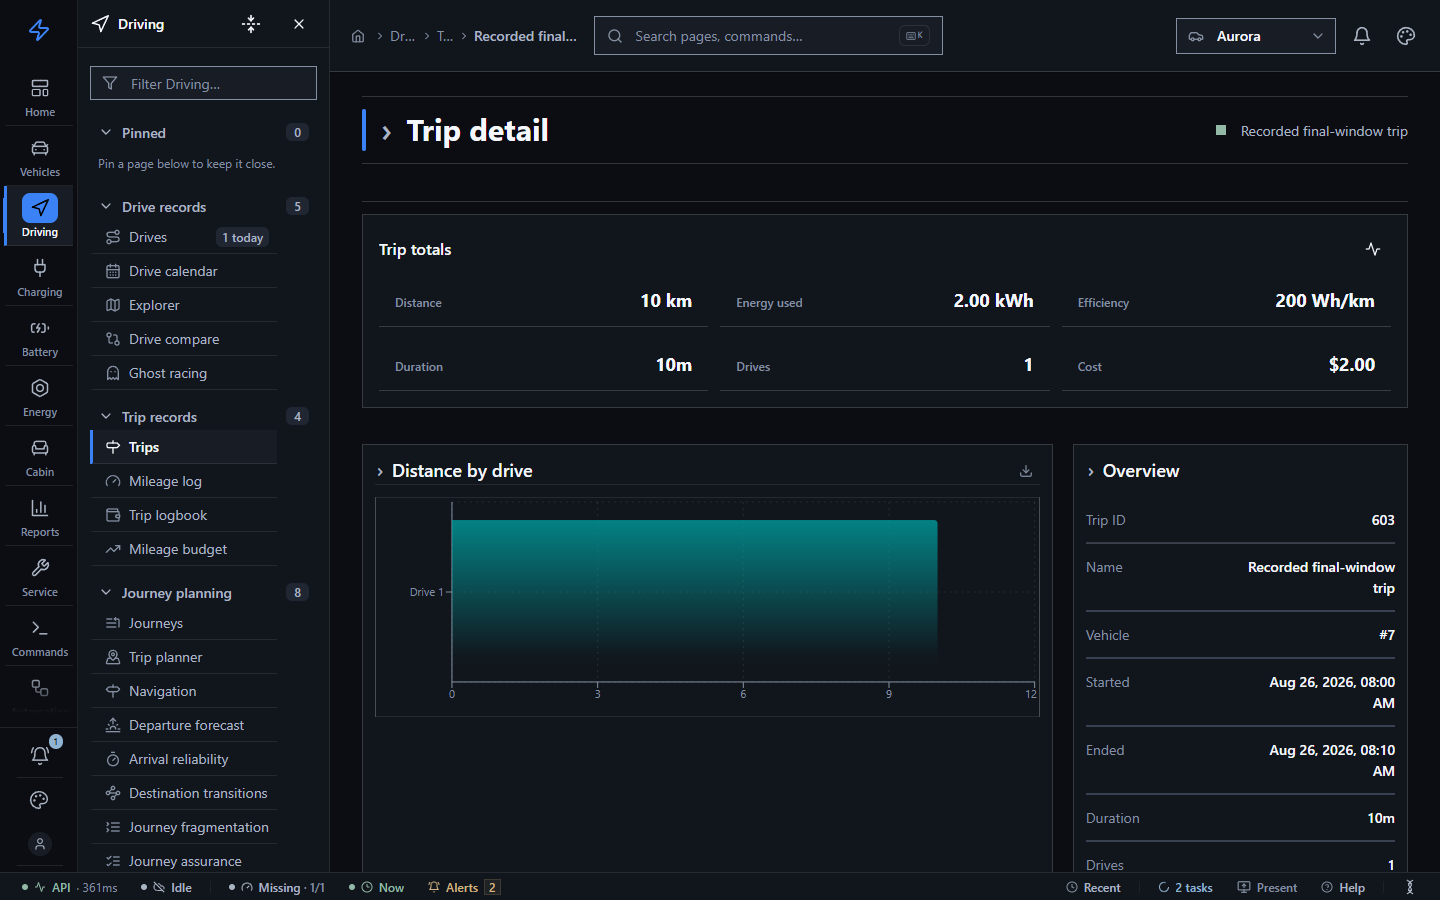 Driving
Dr...
T...
Recorded final...
Search pages, commands...
K
Aurora
Home
Vehicles
Driving
Charging
Battery
Energy
Cabin
Reports
Service
Commands
1
Filter Driving...
Pinned 0
Pin a page below to keep it close.
Drive records 5
Drives 1 today
Drive calendar
Explorer
Drive compare
Ghost racing
Trip records 4
Trips
Mileage log
Trip logbook
Mileage budget
Journey planning 8
Journeys
Trip planner
Navigation
Departure forecast
Arrival reliability
Destination transitions
Journey fragmentation
Journey assurance
Trip detail
Recorded final-window trip
Trip totals
Distance 10 km
Energy used 2.00 kWh
Efficiency 200 Wh/km
Duration 10m
Drives 1
Cost $2.00
Distance by drive
Drive 1
0 3 6 9 12
Overview
Trip ID 603
Name Recorded final-window
trip
Vehicle #7
Started Aug 26, 2026, 08:00
AM
Ended Aug 26, 2026, 08:10
AM
Duration 10m
Drives 1
API · 361ms
Idle
Missing · 1/1
Now
Alerts 2
Recent
2 tasks
Present
Help